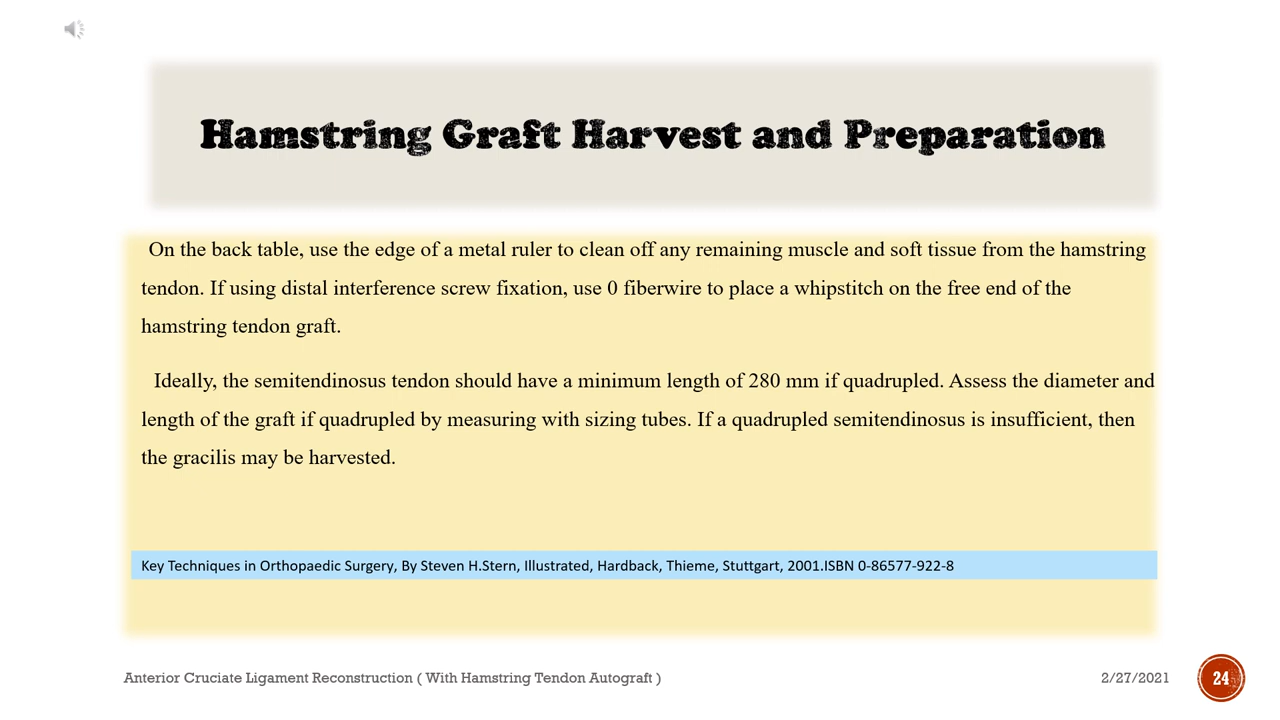 Hamstring Graft Harvest and Preparation
On the back table, use the edge of a metal ruler to clean off any remaining muscle and soft tissue from the hamstring
tendon. If using distal interference screw fixation, use 0 fiberwire to place a whipstitch on the free end of the
hamstring tendon graft.
Ideally, the semitendinosus tendon should have a minimum length of 280 mm if quadrupled. Assess the diameter and
length of the graft if quadrupled by measuring with sizing tubes. If a quadrupled semitendinosus is insufficient, then
the gracilis may be harvested.
Key Techniques in Orthopaedic Surgery, By Steven H.Stern, Illustrated, Hardback, Thieme, Stuttgart, 2001.ISBN 0-86577-922-8
Anterior Cruciate Ligament Reconstruction ( With Hamstring Tendon Autograft )
2/27/2021
24